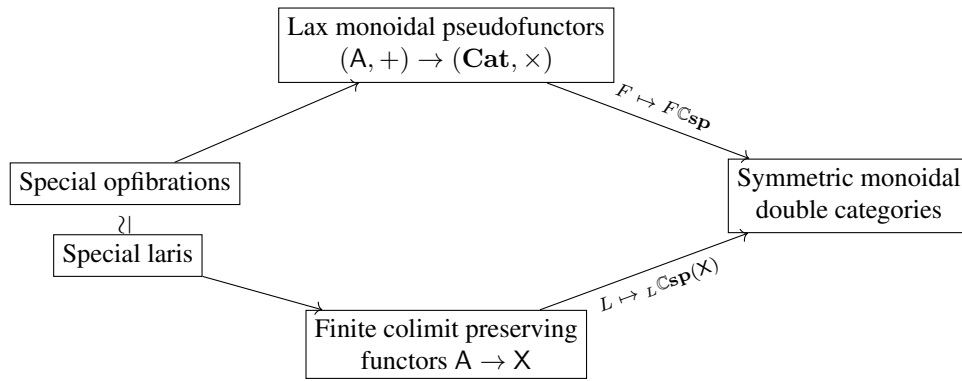 Lax monoidal pseudofunctors
(A, +) → (Cat, ×)
F ↦ Fℂsp
Special opfibrations
≃
Special laris
Symmetric monoidal
double categories
L ↦ Lℂsp(X)
Finite colimit preserving
functors A → X